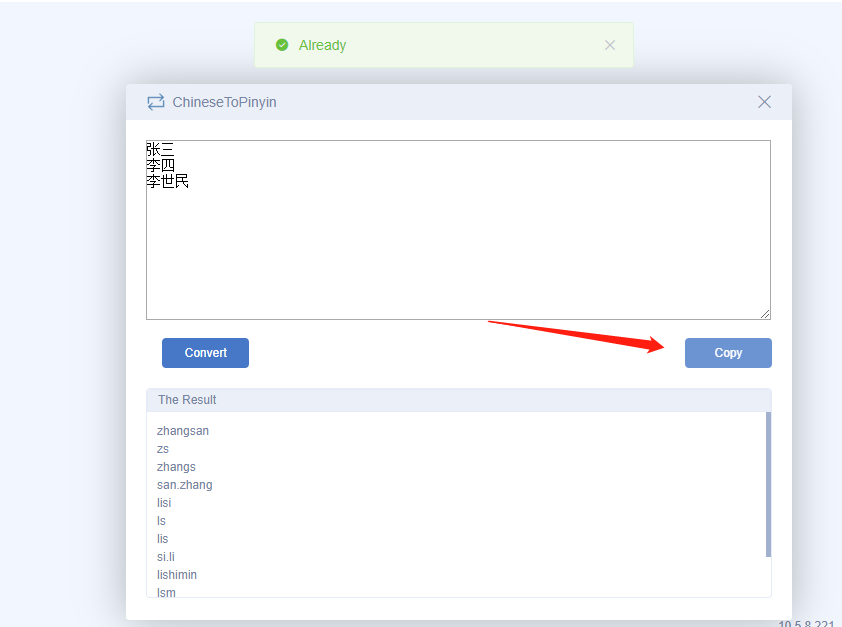 Already
ChineseToPinyin
张三
李四
李世民
Convert
Copy
The Result
zhangsan
zs
zhangs
san.zhang
lisi
ls
lis
si.li
lishimin
lsm
10.5.8.221